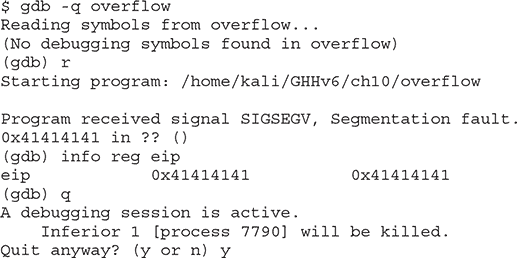 $ gdb -q overflow
Reading symbols from overflow...
(No debugging symbols found in overflow)
(gdb) r
Starting program: /home/kali/GHHv6/ch10/overflow

Program received signal SIGSEGV, Segmentation fault.
0x41414141 in ?? ()
(gdb) info reg eip
eip            0x41414141          0x41414141
(gdb) q
A debugging session is active.
    Inferior 1 [process 7790] will be killed.
Quit anyway? (y or n) y